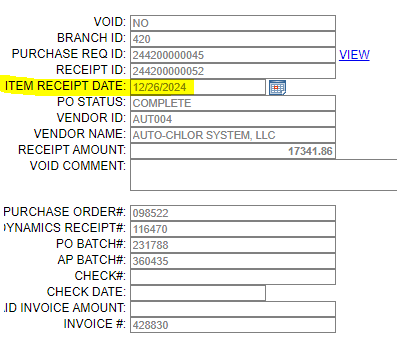 VOID: NO
BRANCH ID: 420
PURCHASE REQ ID: 244200000045 VIEW
RECEIPT ID: 244200000052
ITEM RECEIPT DATE: 12/26/2024
PO STATUS: COMPLETE
VENDOR ID: AUT004
VENDOR NAME: AUTO-CHLOR SYSTEM, LLC
RECEIPT AMOUNT: 17341.86
VOID COMMENT:
PURCHASE ORDER#: 098522
DYNAMICS RECEIPT#: 116470
PO BATCH#: 231788
AP BATCH#: 360435
CHECK#:
CHECK DATE:
INVOICE AMOUNT:
INVOICE #: 428830